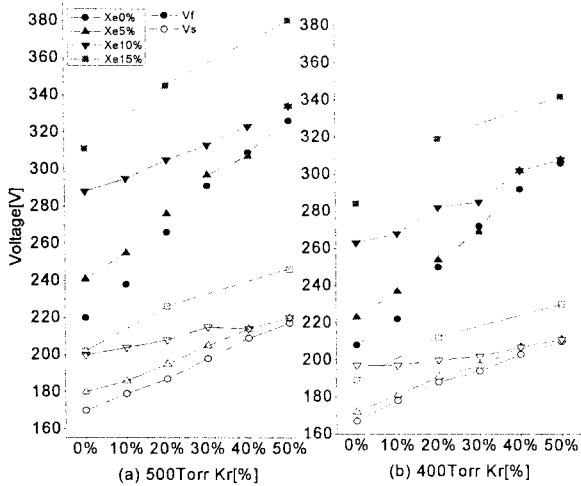 Xe0%
Vf
Xe5%
Vs
Xe10%
Xe15%
Voltage[V]
380
360
340
320
300
280
260
240
220
200
180
160
0% 10% 20% 30% 40% 50%
(a) 500Torr Kr[%]
380
360
340
320
300
280
260
240
220
200
180
160
0% 10% 20% 30% 40% 50%
(b) 400Torr Kr[%]